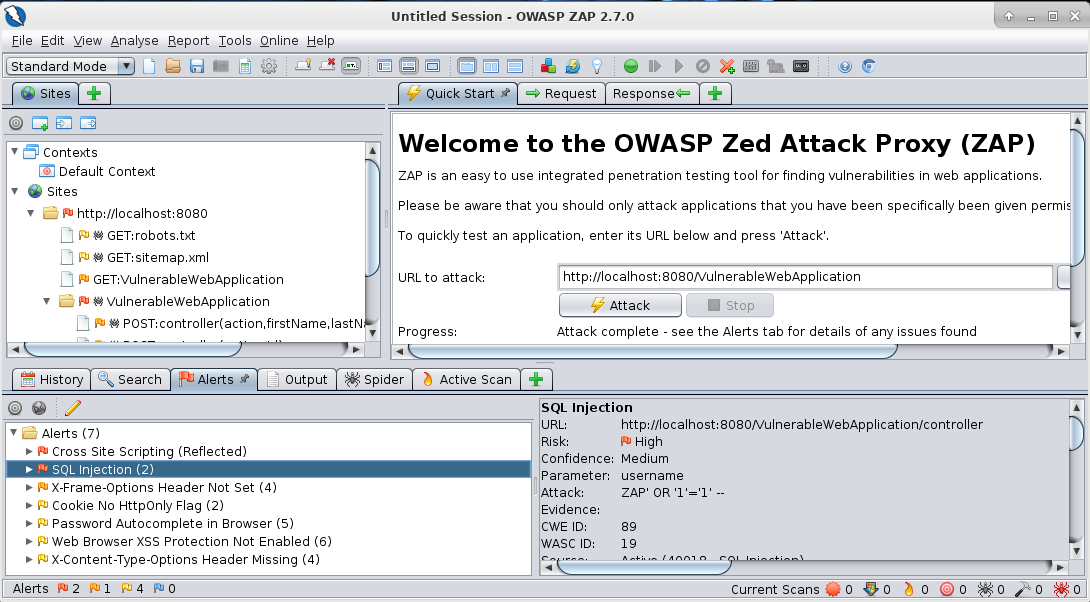 Untitled Session - OWASP ZAP 2.7.0
File Edit View Analyse Report Tools Online Help
Standard Mode
Sites
Quick Start Request Response
Contexts
Default Context
Sites
http://localhost:8080
GET:robots.txt
GET:sitemap.xml
GET:VulnerableWebApplication
VulnerableWebApplication
POST:controller(action,firstName,lastN
Welcome to the OWASP Zed Attack Proxy (ZAP)
ZAP is an easy to use integrated penetration testing tool for finding vulnerabilities in web applications.
Please be aware that you should only attack applications that you have been specifically been given permis
To quickly test an application, enter its URL below and press 'Attack'.
URL to attack: http://localhost:8080/VulnerableWebApplication
Attack Stop
Progress: Attack complete - see the Alerts tab for details of any issues found
History Search Alerts Output Spider Active Scan
Alerts (7)
Cross Site Scripting (Reflected)
SQL Injection (2)
X-Frame-Options Header Not Set (4)
Cookie No HttpOnly Flag (2)
Password Autocomplete in Browser (5)
Web Browser XSS Protection Not Enabled (6)
X-Content-Type-Options Header Missing (4)
SQL Injection
URL: http://localhost:8080/VulnerableWebApplication/controller
Risk: High
Confidence: Medium
Parameter: username
Attack: ZAP' OR '1'='1' --
Evidence:
CWE ID: 89
WASC ID: 19
Source: Active (40018 - SQL Injection)
Alerts 2 1 4 0 Current Scans 0 0 0 0 0 0 0